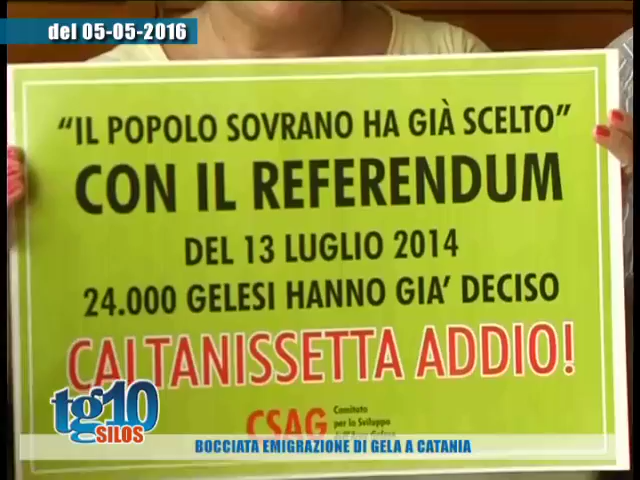 del 05-05-2016
“IL POPOLO SOVRANO HA GIÀ SCELTO”
CON IL REFERENDUM
DEL 13 LUGLIO 2014
24.000 GELESI HANNO GIA’ DECISO
CALTANISSETTA ADDIO!
CSAG
Comitato
per lo Sviluppo
tg10
SILOS
BOCCIATA EMIGRAZIONE DI GELA A CATANIA